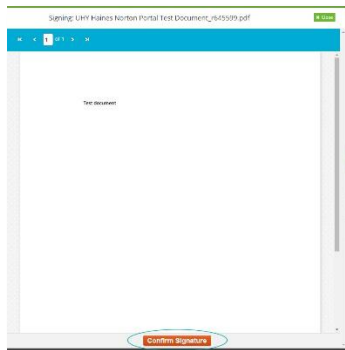 Signing: UHY Haines Norton Portal Test Document_r645599.pdf
Close
1 of 1
Test document
Confirm Signature